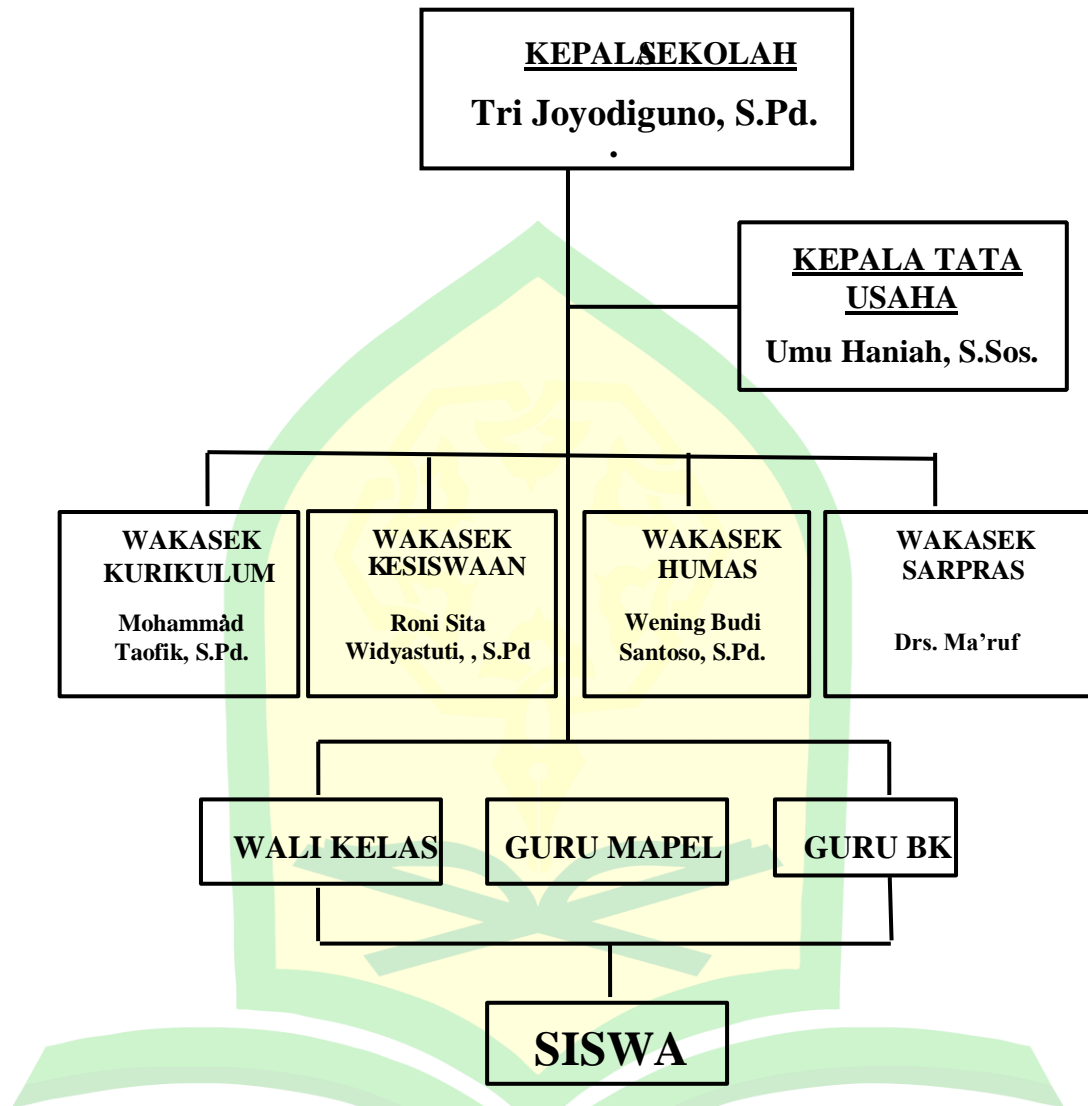 KEPALA SEKOLAH
Tri Joyodiguno, S.Pd.
.
KEPALA TATA
USAHA
Umu Haniah, S.Sos.
WAKASEK
KURIKULUM
Mohammad
Taofik, S.Pd.
WAKASEK
KESISWAAN
Roni Sita
Widyastuti, , S.Pd
WAKASEK
HUMAS
Wening Budi
Santoso, S.Pd.
WAKASEK
SARPRAS
Drs. Ma’ruf
WALI KELAS
GURU MAPEL
GURU BK
SISWA